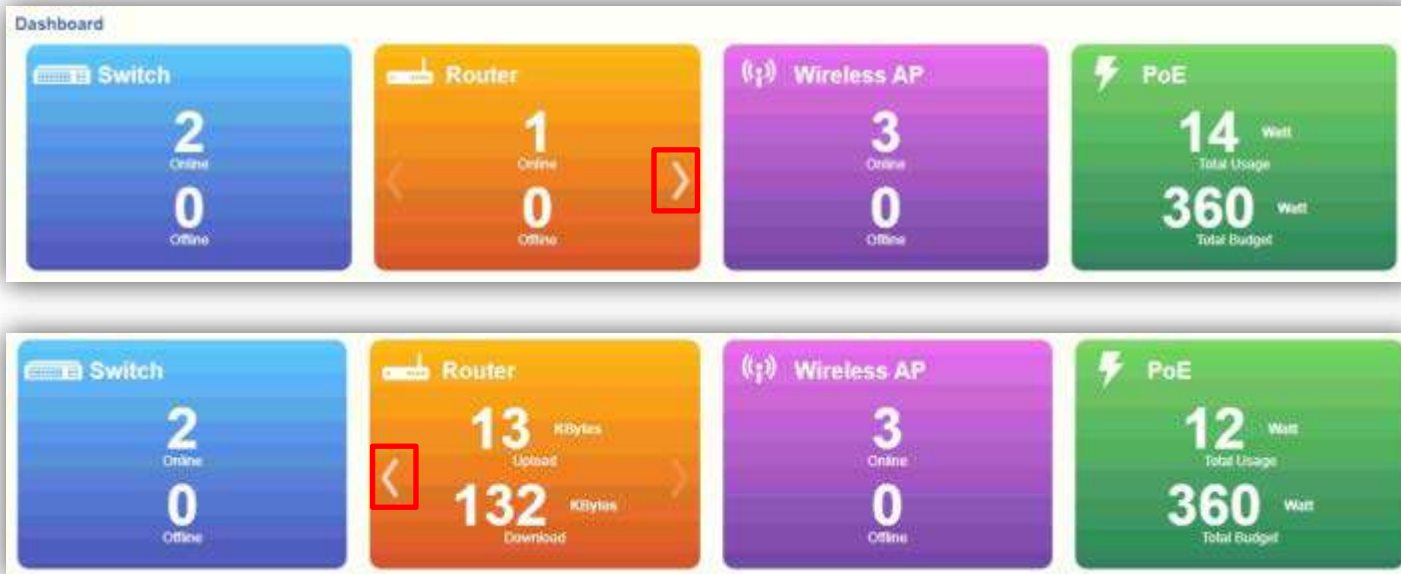 Dashboard
Switch
2
Online
0
Offline
Router
1
Online
0
Offline
Wireless AP
3
Online
0
Offline
PoE
14 Watt
Total Usage
360 Watt
Total Budget
Switch
2
Online
0
Offline
Router
13 KBytes
Upload
132 KBytes
Download
Wireless AP
3
Online
0
Offline
PoE
12 Watt
Total Usage
360 Watt
Total Budget